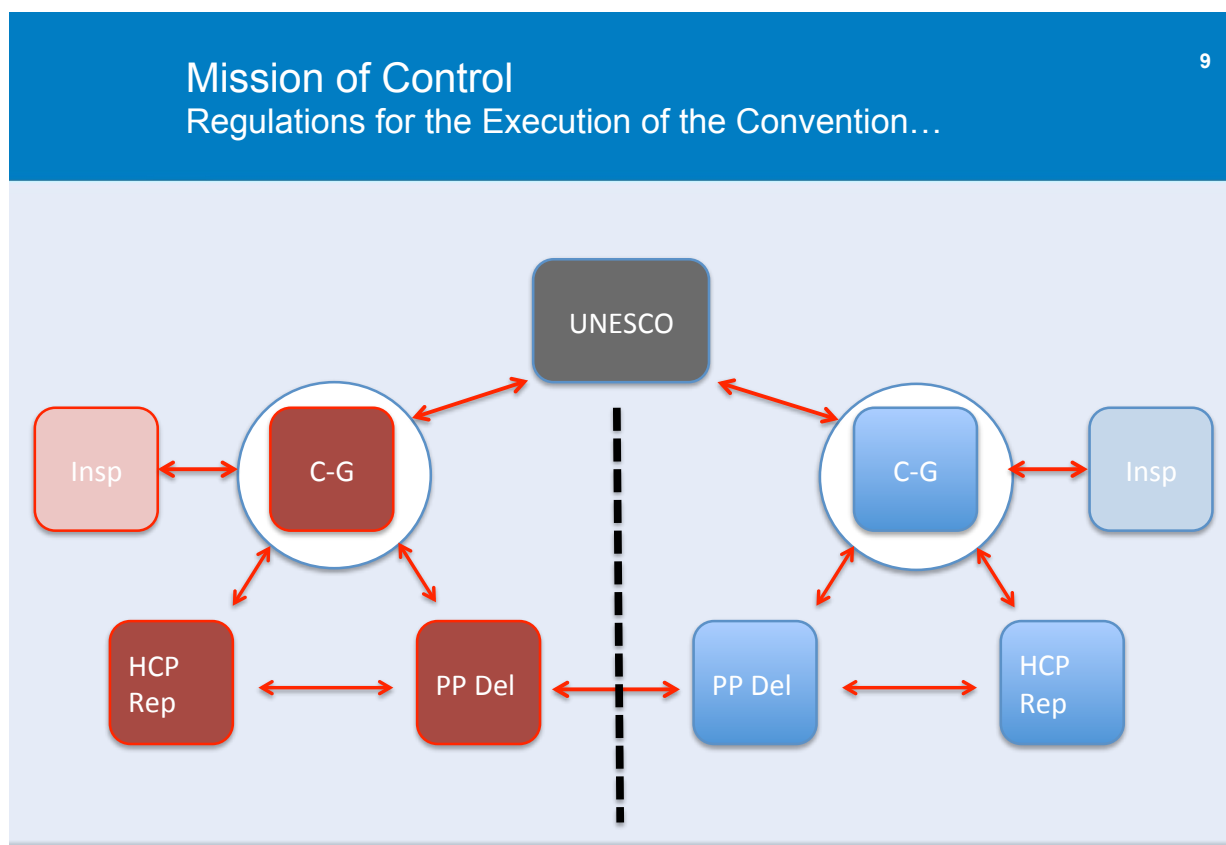 9
Mission of Control
Regulations for the Execution of the Convention…
UNESCO
Insp
C-G
C-G
Insp
HCP
Rep
PP Del
PP Del
HCP
Rep